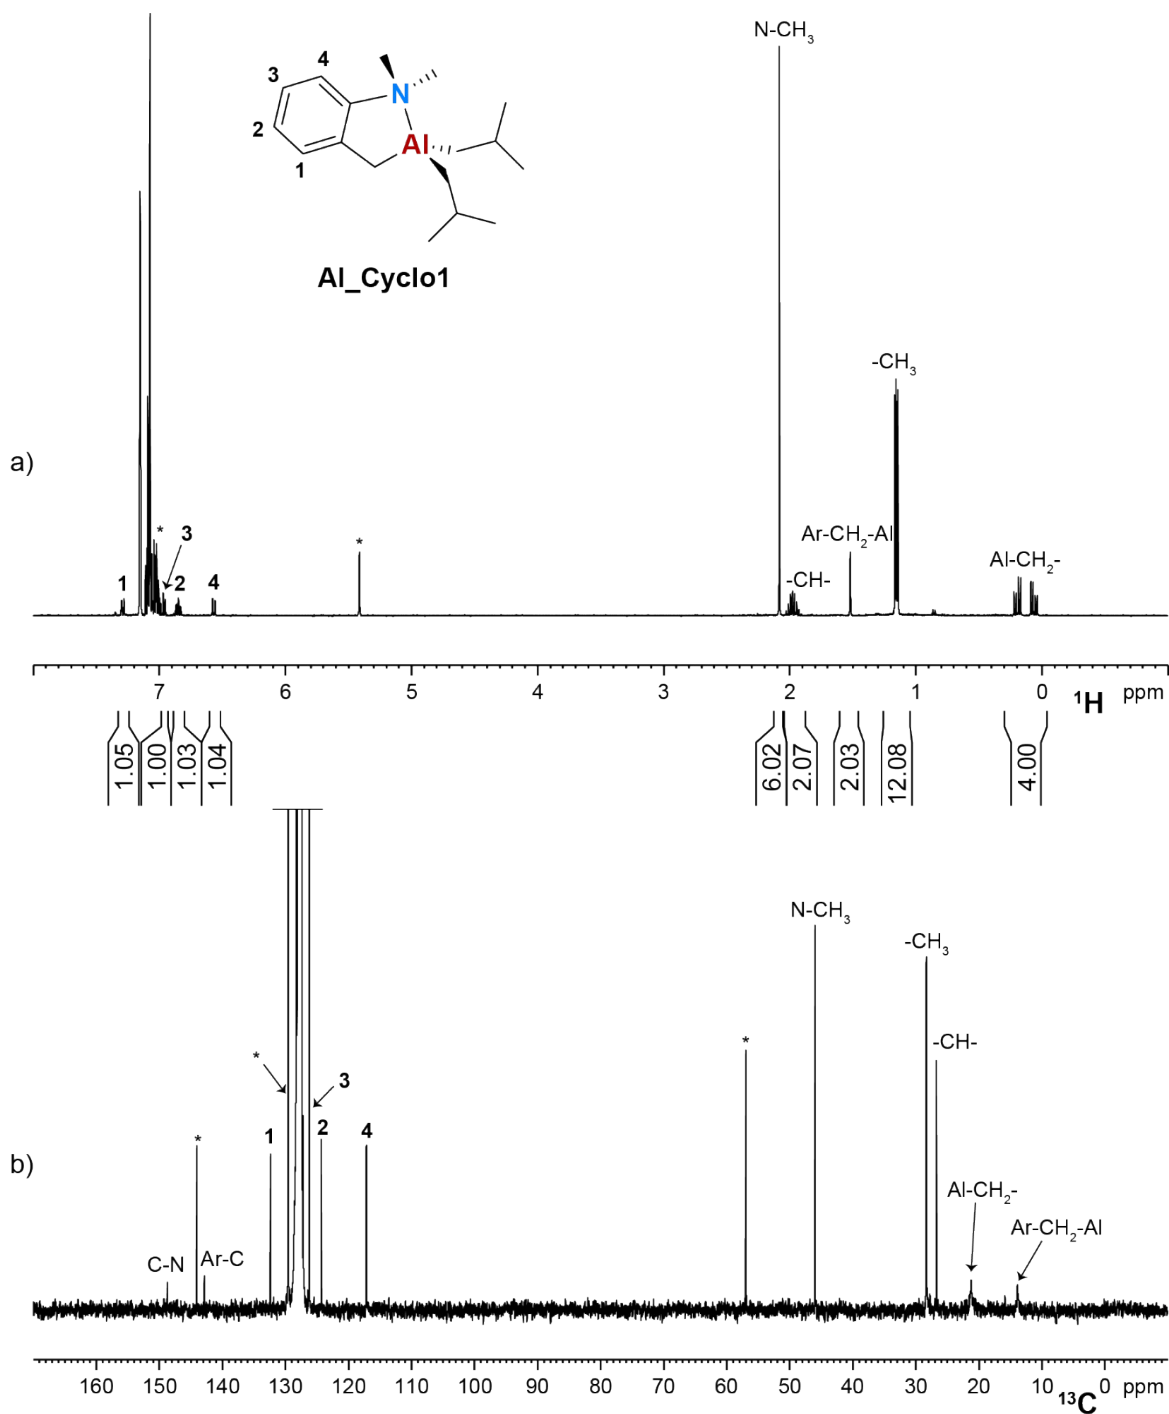 N-CH3
4
3
N
2
Al
1
Al_Cyclo1
-CH3
a)
* 3
*
Ar-CH2-Al
Al-CH2-
1
2
4
-CH-
7 6 5 4 3 2 1 0 ppm
1H
1.05 1.00 1.03 1.04 6.02 2.07 2.03 12.08 4.00
N-CH3
-CH3
*
-CH-
*
3
*
1
2
4
b)
Al-CH2-
Ar-CH2-Al
C-N
Ar-C
160 150 140 130 120 110 100 90 80 70 60 50 40 30 20 10 0 ppm
13C